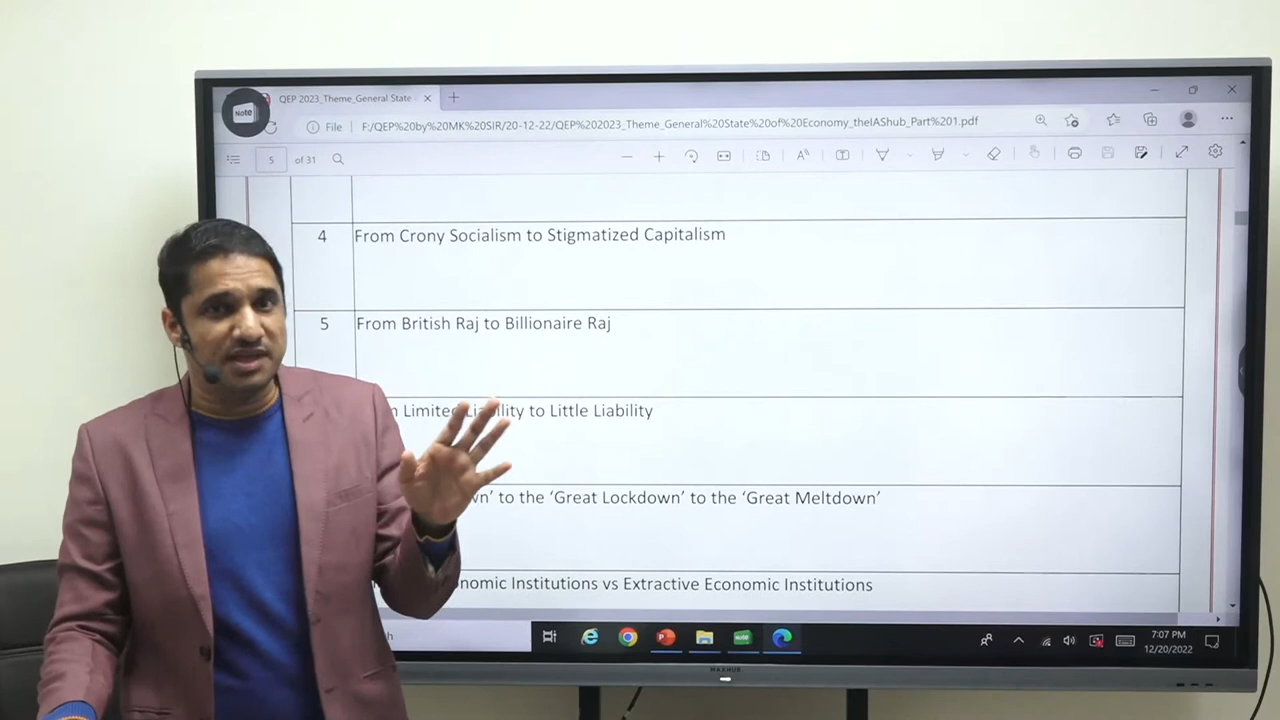 QEP 2023_Theme_General State
Note
File F:/QEP%20by%20MK%20SIR/20-12-22/QEP%202023_Theme_General%20State%20of%20Economy_theIAShub_Part%201.pdf
5 of 31
4 From Crony Socialism to Stigmatized Capitalism
5 From British Raj to Billionaire Raj
Limited Liability to Little Liability
to the ‘Great Lockdown’ to the ‘Great Meltdown’
Institutions vs Extractive Economic Institutions
7:07 PM
12/20/2022
MAXHUB